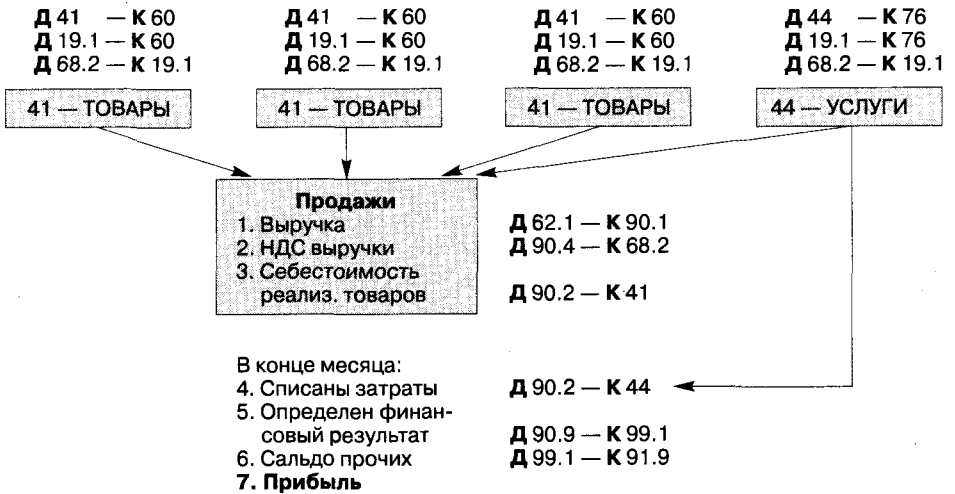 Д 41 — К 60 Д 41 — К 60 Д 41 — К 60 Д 44 — К 76
Д 19.1 — К 60 Д 19.1 — К 60 Д 19.1 — К 60 Д 19.1 — К 76
Д 68.2 — К 19.1 Д 68.2 — К 19.1 Д 68.2 — К 19.1 Д 68.2 — К 19.1
41 — ТОВАРЫ 41 — ТОВАРЫ 41 — ТОВАРЫ 44 — УСЛУГИ
Продажи
1. Выручка Д 62.1 — К 90.1
2. НДС выручки Д 90.4 — К 68.2
3. Себестоимость
реализ. товаров Д 90.2 — К 41
В конце месяца:
4. Списаны затраты Д 90.2 — К 44
5. Определен финан-
совый результат Д 90.9 — К 99.1
6. Сальдо прочих Д 99.1 — К 91.9
7. Прибыль